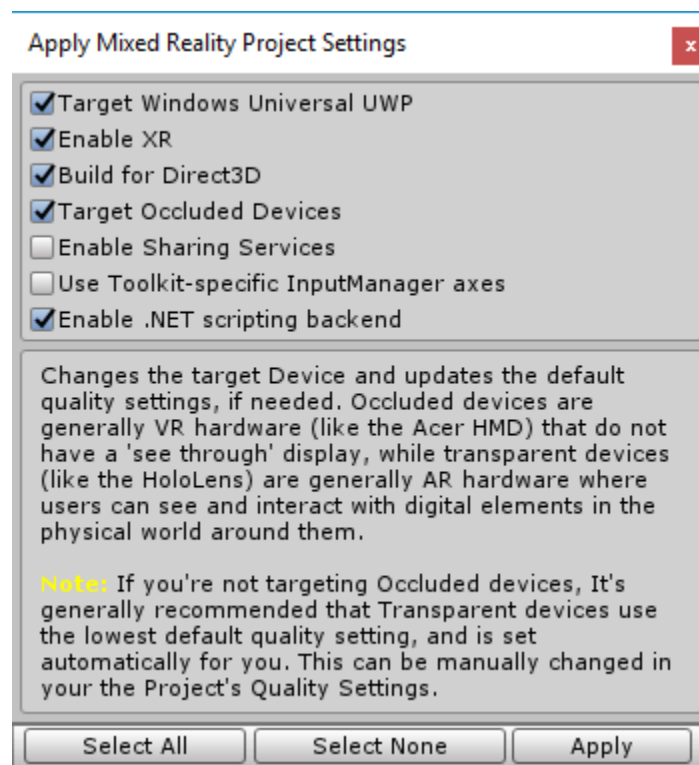 Apply Mixed Reality Project Settings
x
Target Windows Universal UWP
Enable XR
Build for Direct3D
Target Occluded Devices
Enable Sharing Services
Use Toolkit-specific InputManager axes
Enable .NET scripting backend
Changes the target Device and updates the default
quality settings, if needed. Occluded devices are
generally VR hardware (like the Acer HMD) that do not
have a 'see through' display, while transparent devices
(like the HoloLens) are generally AR hardware where
users can see and interact with digital elements in the
physical world around them.
Note: If you're not targeting Occluded devices, It's
generally recommended that Transparent devices use
the lowest default quality setting, and is set
automatically for you. This can be manually changed in
your the Project's Quality Settings.
Select All Select None Apply